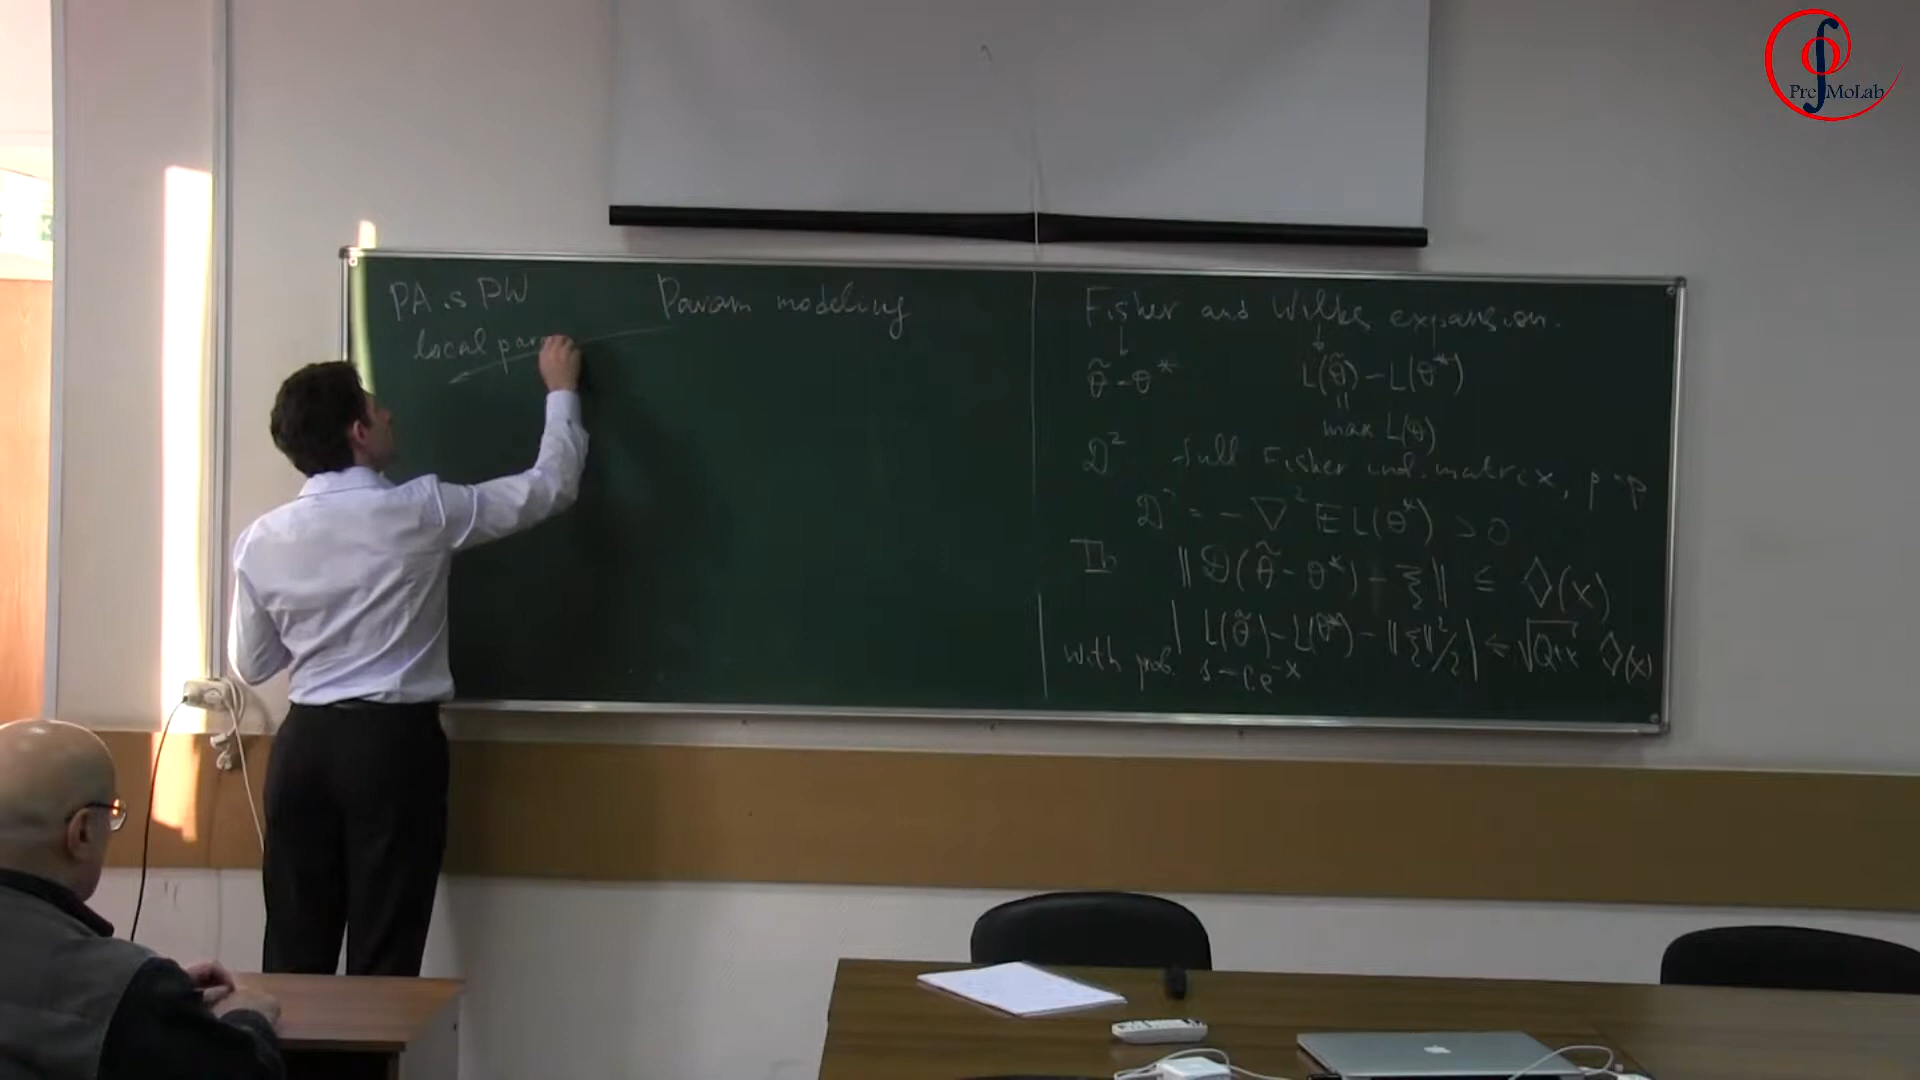 PA & PW
local para
Param modeling
Fisher and Wilks expansion.
↓ ↓
θ̃ - θ* L(θ̃) - L(θ*)
||
max L(θ)
D² full Fisher inf. matrix, p × p
D² = - ∇² E L(θ*) > 0
Th ‖D(θ̃ - θ*) - ξ‖ ≤ ◊(x)
| L(θ̃) - L(θ*) - ‖ξ‖²/2 | ≤ √Q+x ◊(x)
with prob. 1 - Ce^-x
PreMoLab